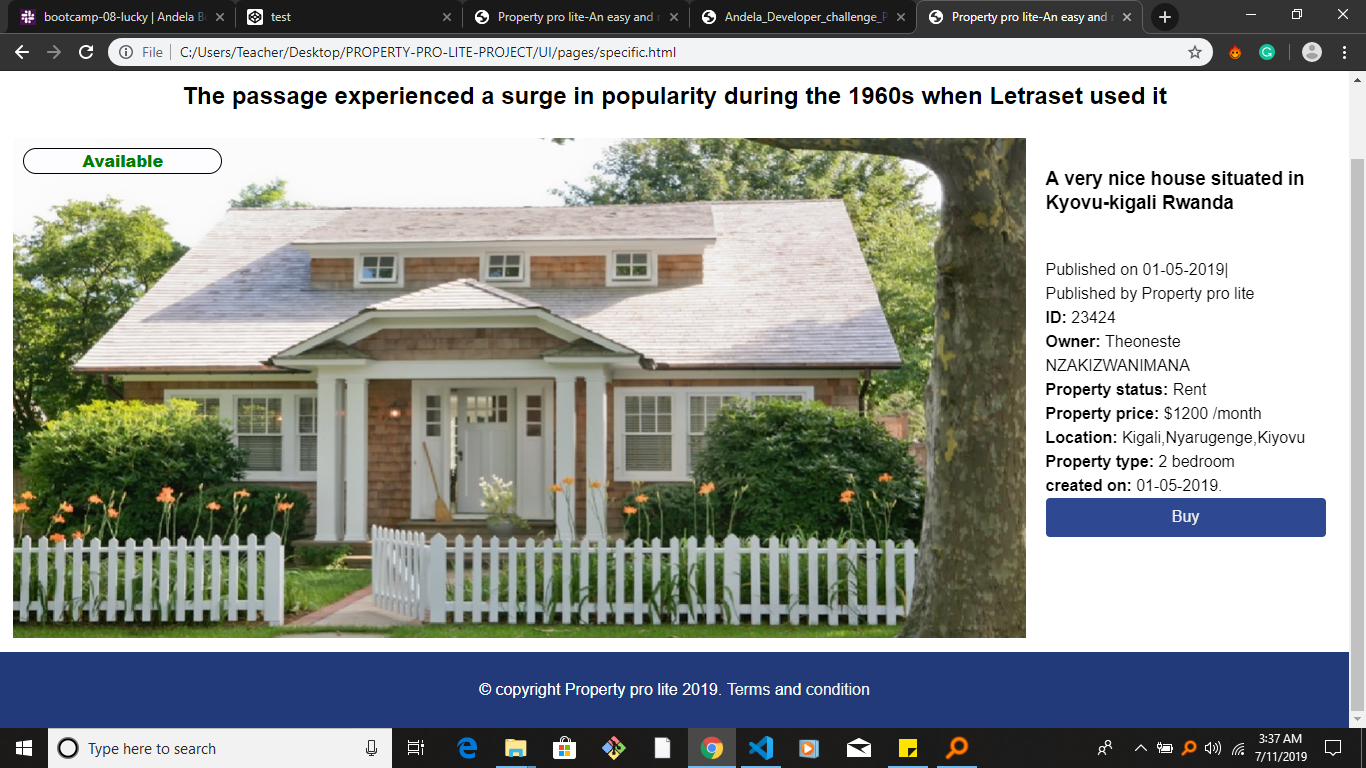 bootcamp-08-lucky | Andela B
test
Property pro lite-An easy and
Andela_Developer_challenge_P
Property pro lite-An easy and
File
C:/Users/Teacher/Desktop/PROPERTY-PRO-LITE-PROJECT/UI/pages/specific.html
The passage experienced a surge in popularity during the 1960s when Letraset used it
Available
A very nice house situated in
Kyovu-kigali Rwanda
Published on 01-05-2019|
Published by Property pro lite
ID: 23424
Owner: Theoneste
NZAKIZWANIMANA
Property status: Rent
Property price: $1200 /month
Location: Kigali,Nyarugenge,Kiyovu
Property type: 2 bedroom
created on: 01-05-2019.
Buy
© copyright Property pro lite 2019. Terms and condition
Type here to search
3:37 AM
7/11/2019